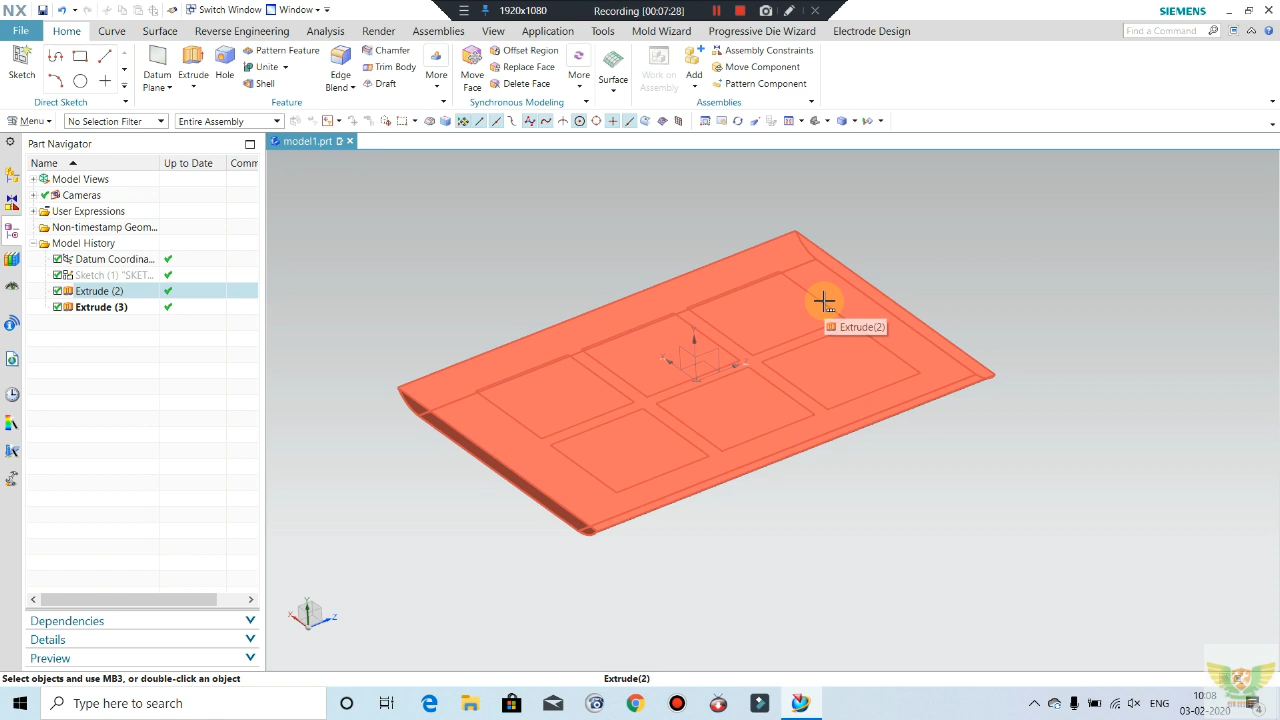 NX
Switch Window
Window
1920x1080
Recording [00:07:28]
SIEMENS
File
Home
Surface
Reverse Engineering
Analysis
Render
View
Application
Tools
Mold Wizard
Progressive Die Wizard
Electrode Design
Find a Command
Sketch
Direct Sketch
Datum Plane
Extrude
Hole
Pattern Feature
Unite
Shell
Edge Blend
Chamfer
Trim Body
Draft
More
Feature
Move Face
Offset Region
Replace Face
Delete Face
More
Synchronous Modeling
Surface
Work on Assembly
Add
Assembly Constraints
Move Component
Pattern Component
Assemblies
Menu
No Selection Filter
Entire Assembly
Part Navigator
model1.prt
Name
Up to Date
Comm
Model Views
Cameras
User Expressions
Non-timestamp Geom...
Model History
Datum Coordina...
Sketch (1) "SKET...
Extrude (2)
Extrude (3)
Extrude(2)
Dependencies
Details
Preview
Select objects and use MB3, or double-click an object
Extrude(2)
Type here to search
ENG
10:08
03-02-2020